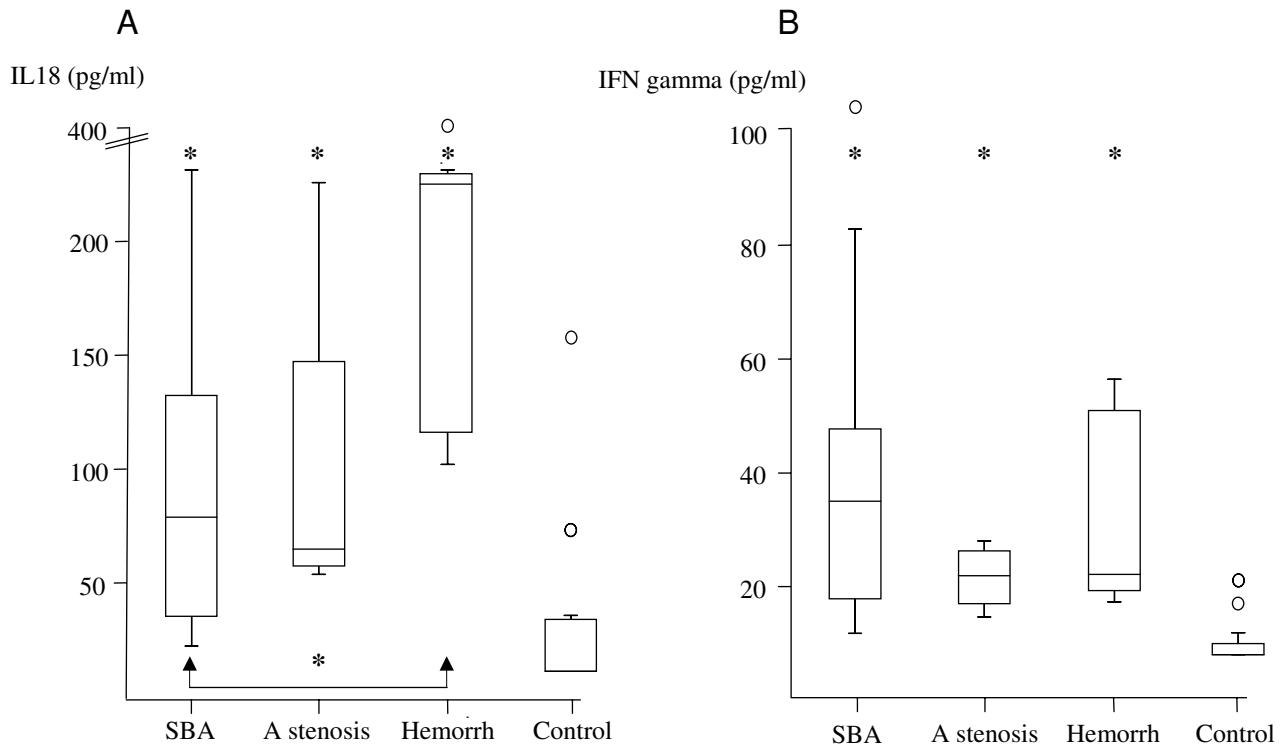 A
B
IL18 (pg/ml)
IFN gamma (pg/ml)
400
200
150
100
50
* * *
*
SBA A stenosis Hemorrh Control
100
80
60
40
20
* * *
SBA A stenosis Hemorrh Control